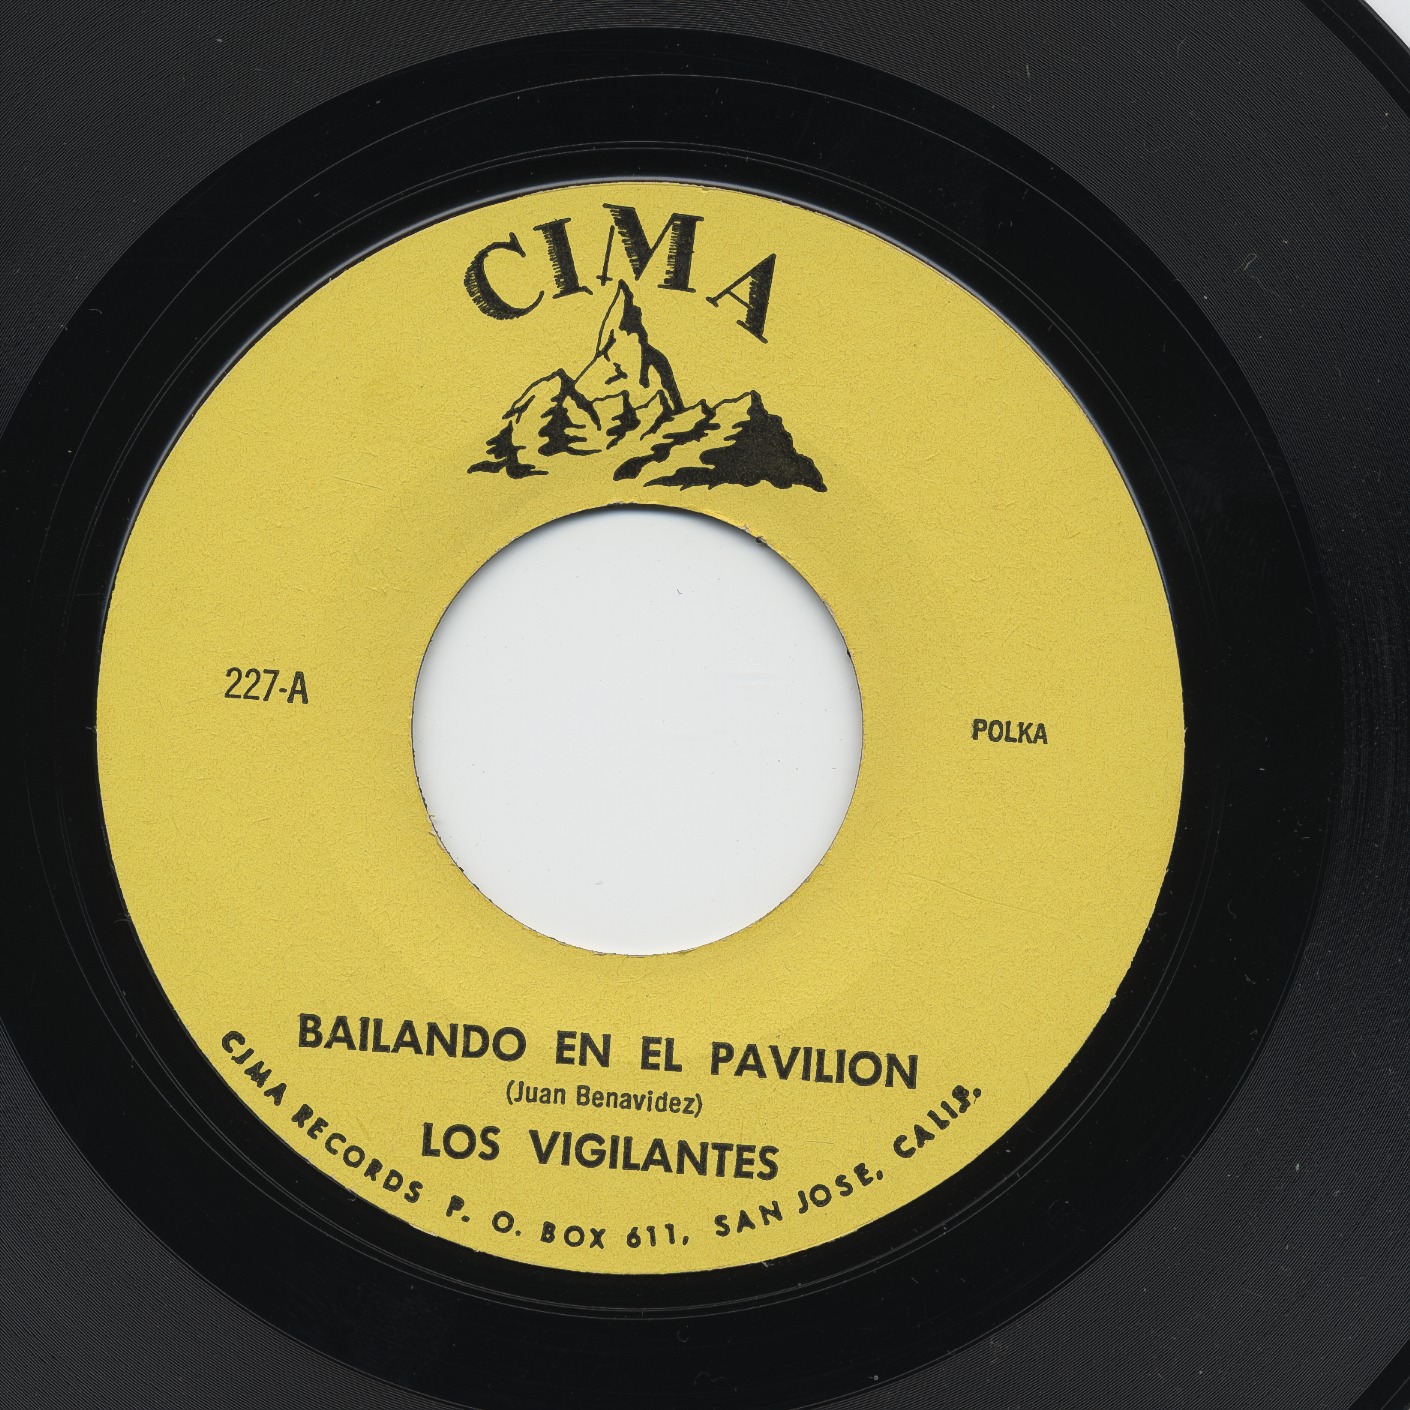 CIMA
227-A
POLKA
BAILANDO EN EL PAVILION
(Juan Benavidez)
LOS VIGILANTES
CIMA RECORDS P. O. BOX 611, SAN JOSE, CALIF.